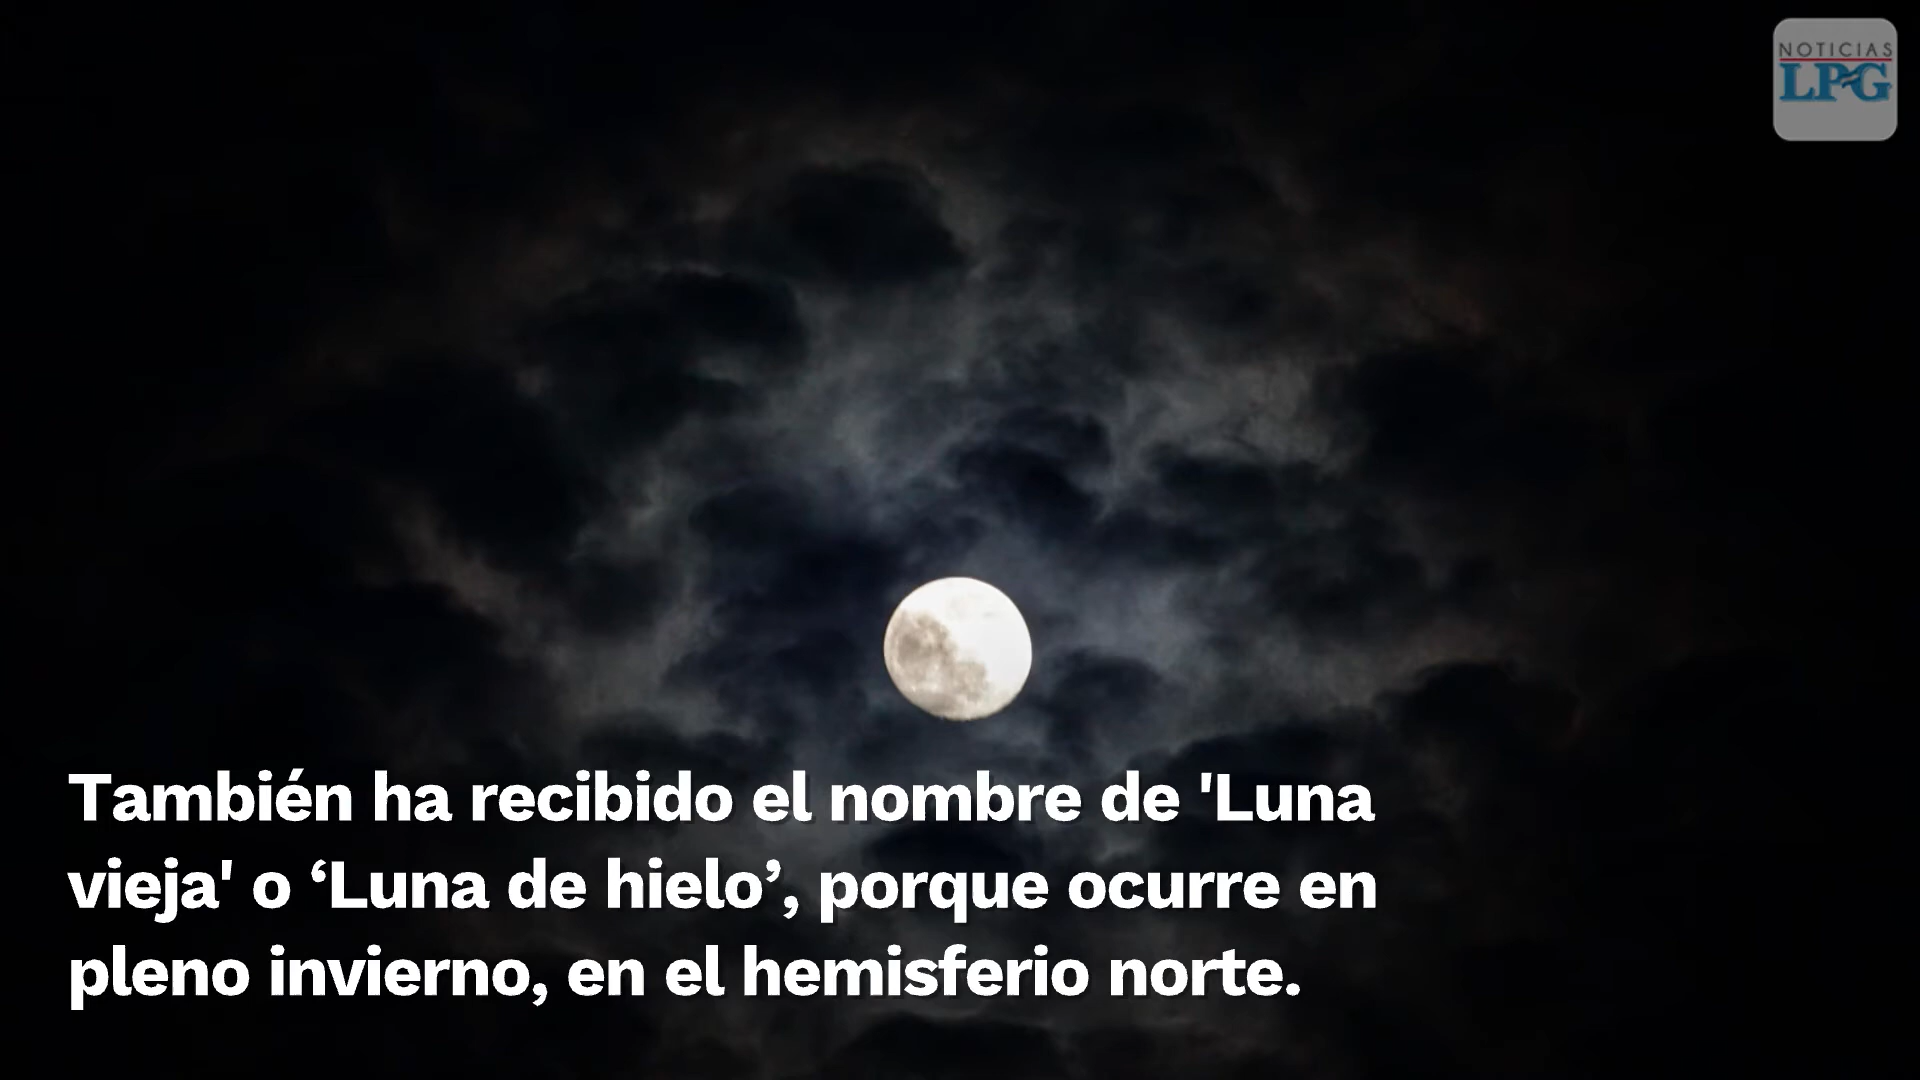 NOTICIAS
LPG
También ha recibido el nombre de 'Luna
vieja' o ‘Luna de hielo’, porque ocurre en
pleno invierno, en el hemisferio norte.